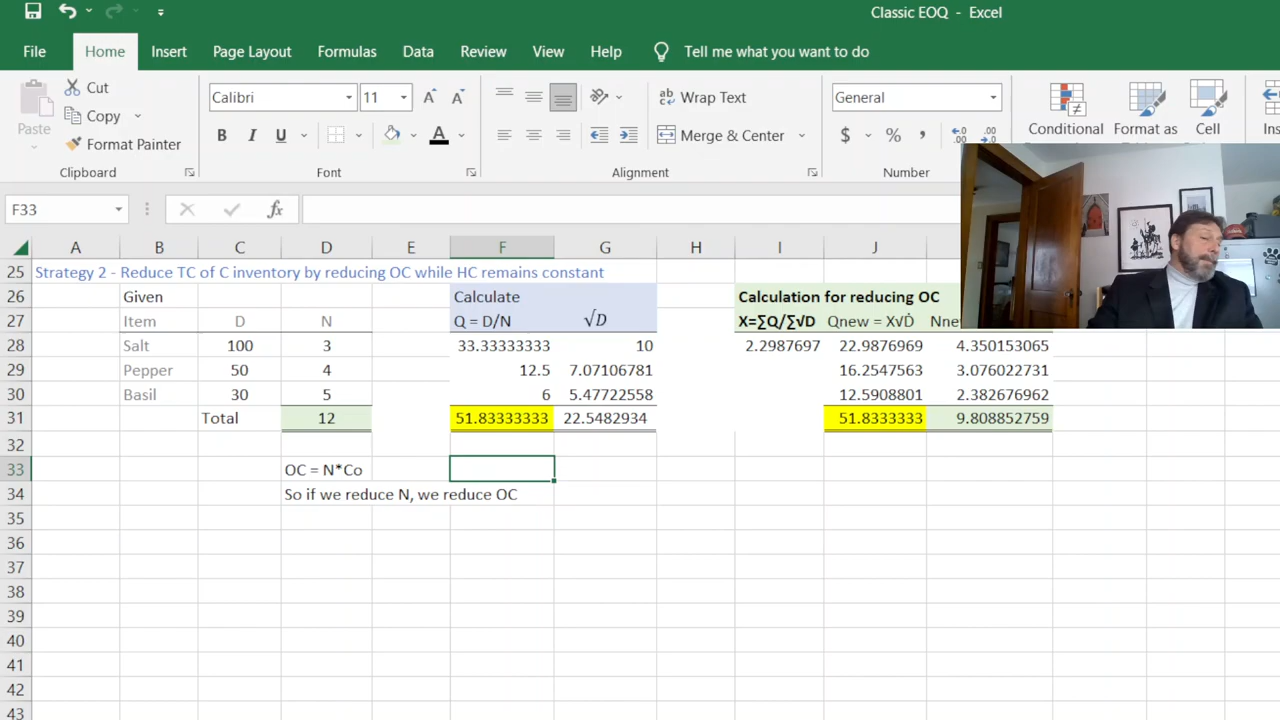 Classic EOQ - Excel
File Home Insert Page Layout Formulas Data Review View Help Tell me what you want to do
Paste
Cut
Copy
Format Painter
Clipboard
Calibri 11
B I U
Font
Wrap Text
Merge & Center
Alignment
General
$ % ,
Number
Conditional
Format as
Cell
F33
fx
A B C D E F G H I J
25 Strategy 2 - Reduce TC of C inventory by reducing OC while HC remains constant
26 Given Calculate Calculation for reducing OC
27 Item D N Q = D/N √D X=∑Q/∑√D Qnew = X√D
28 Salt 100 3 33.33333333 10 2.2987697 22.9876969 4.350153065
29 Pepper 50 4 12.5 7.07106781 16.2547563 3.076022731
30 Basil 30 5 6 5.47722558 12.5908801 2.382676962
31 Total 12 51.83333333 22.5482934 51.8333333 9.808852759
32
33 OC = N*Co
34 So if we reduce N, we reduce OC
35
36
37
38
39
40
41
42
43